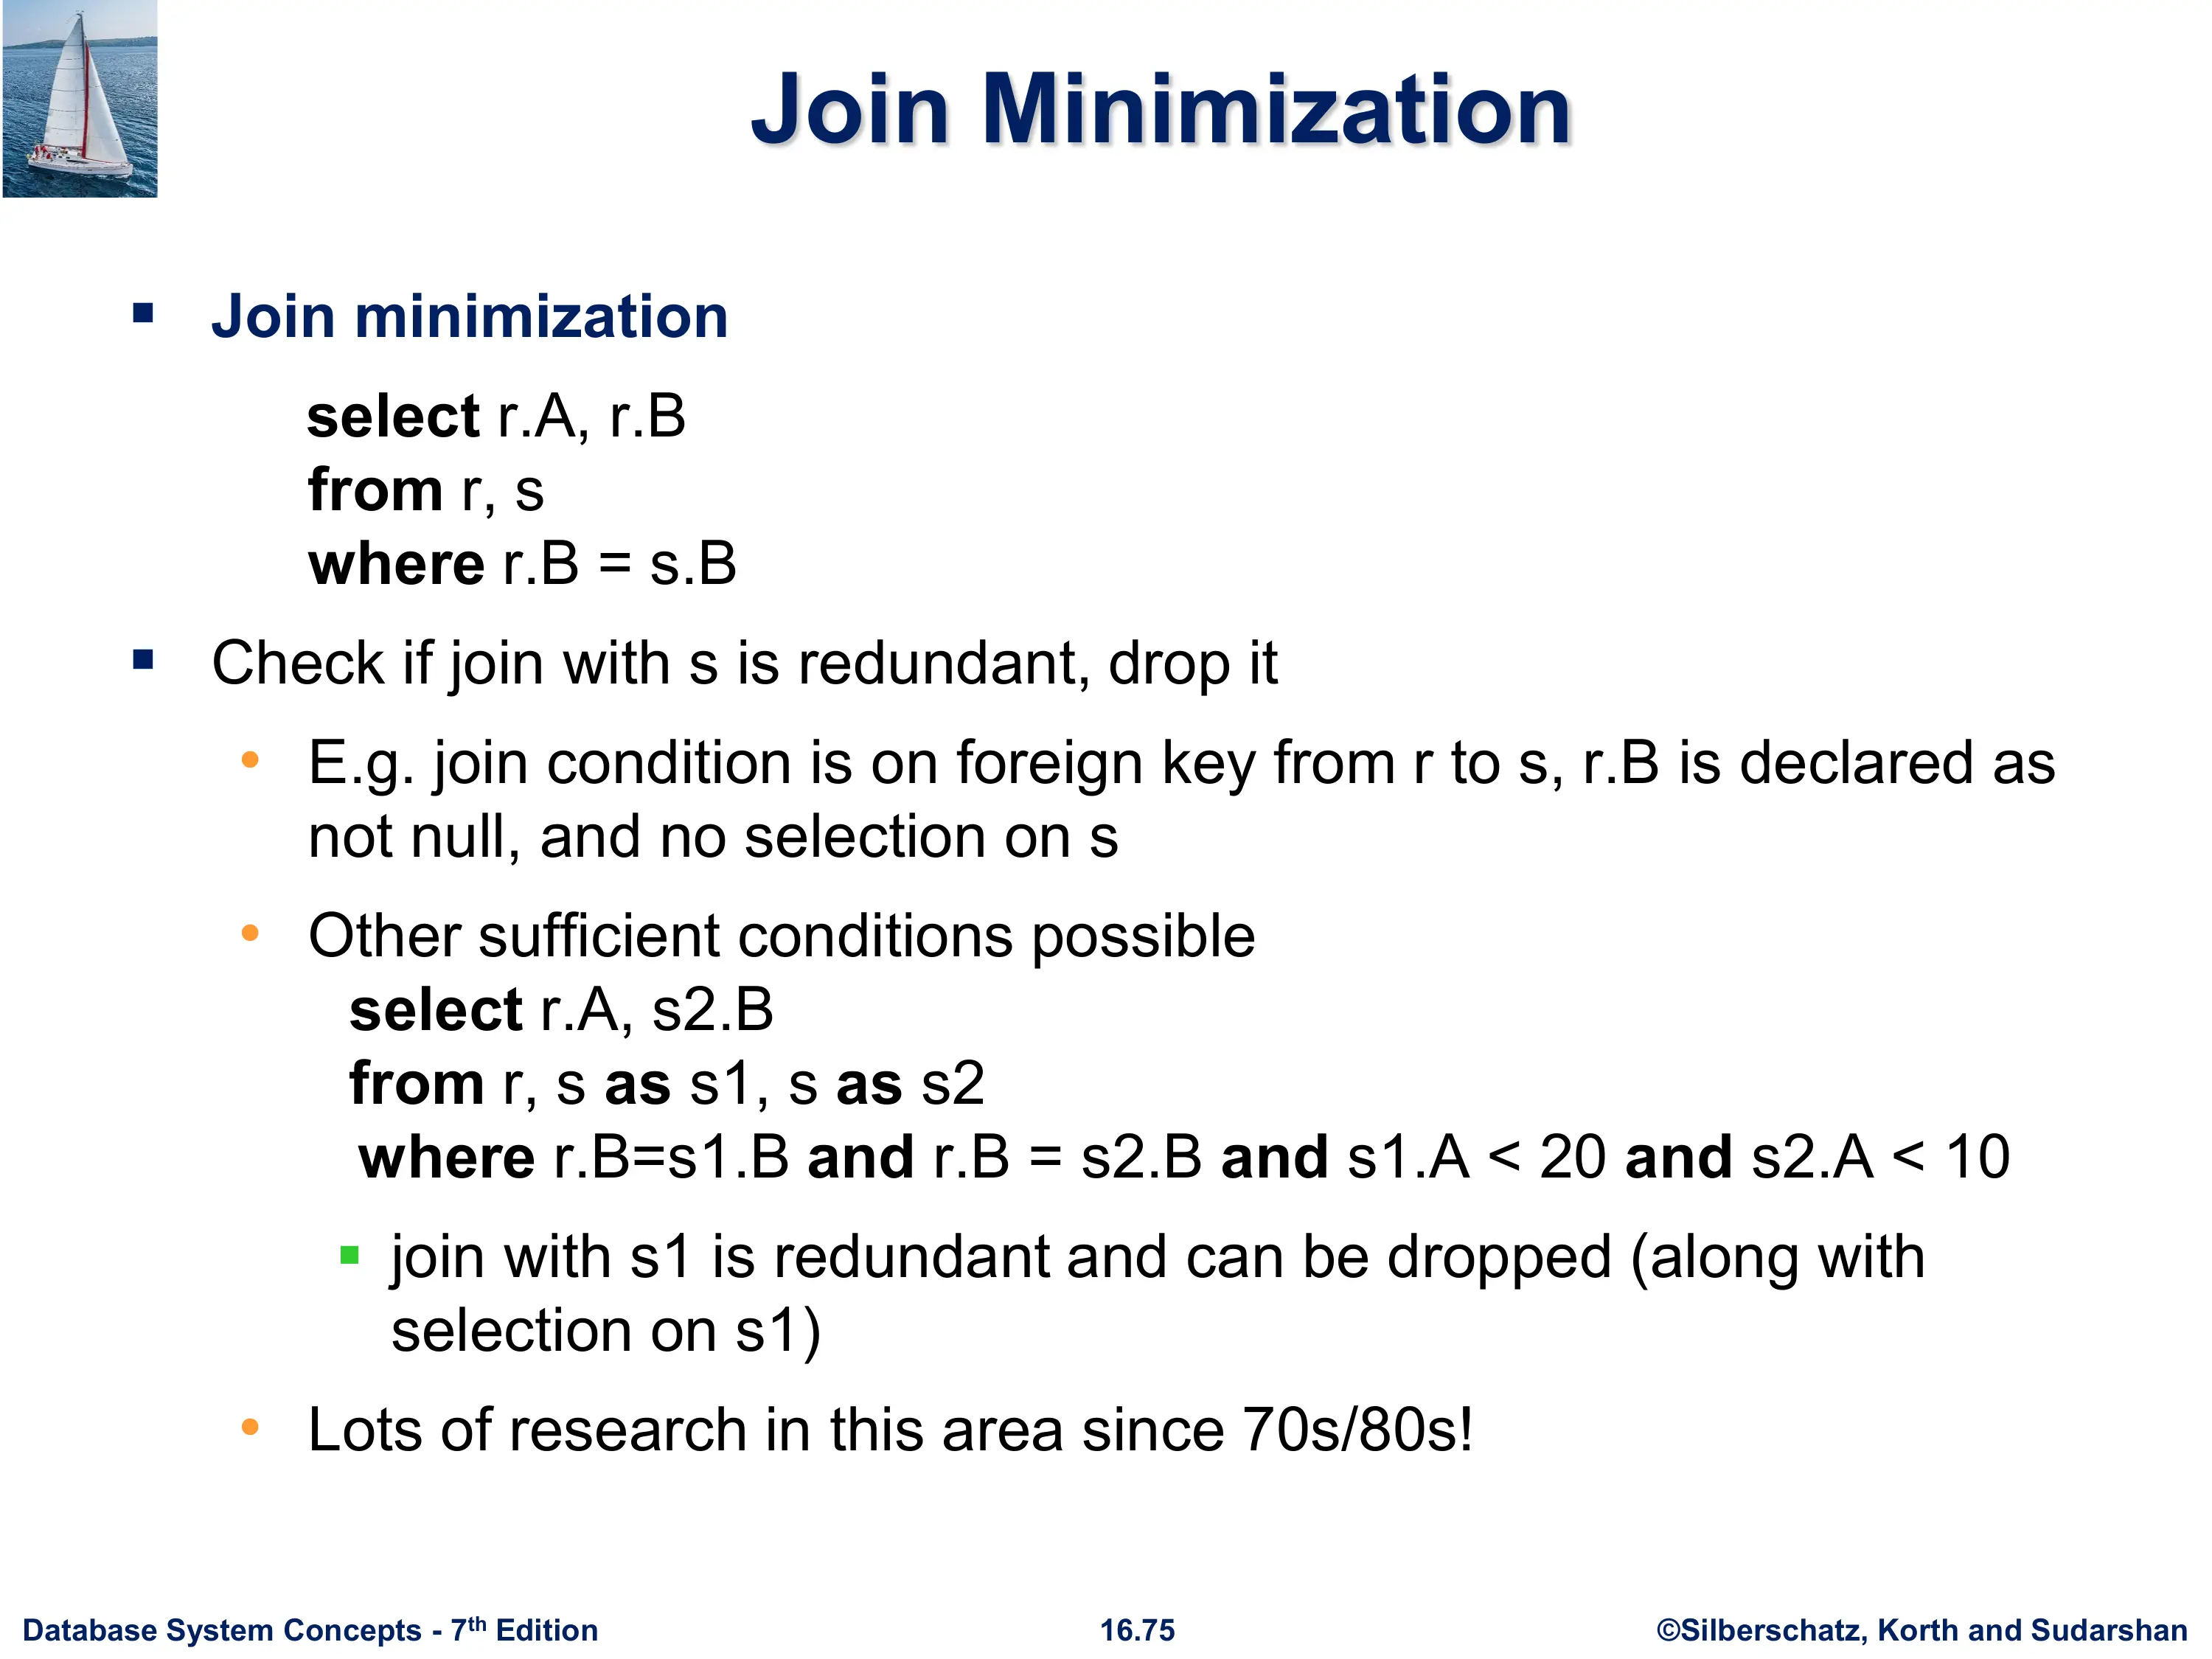 Join Minimization
Join minimization
select r.A, r.B
from r, s
where r.B = s.B
Check if join with s is redundant, drop it
E.g. join condition is on foreign key from r to s, r.B is declared as
not null, and no selection on s
Other sufficient conditions possible
select r.A, s2.B
from r, s as s1, s as s2
where r.B=s1.B and r.B = s2.B and s1.A < 20 and s2.A < 10
join with s1 is redundant and can be dropped (along with
selection on s1)
Lots of research in this area since 70s/80s!
Database System Concepts - 7th Edition
16.75
©Silberschatz, Korth and Sudarshan